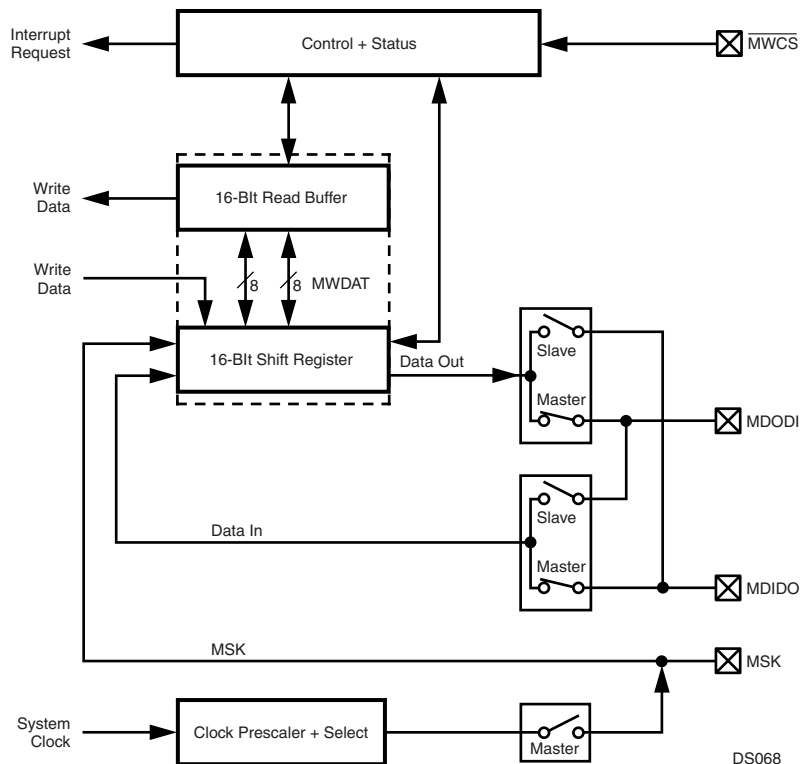 Interrupt
Request
Control + Status
MWCS
Write
Data
16-BIt Read Buffer
Write
Data
8
8
MWDAT
16-BIt Shift Register
Data Out
Slave
Master
MDODI
Slave
Data In
Master
MDIDO
MSK
MSK
System
Clock
Clock Prescaler + Select
Master
DS068